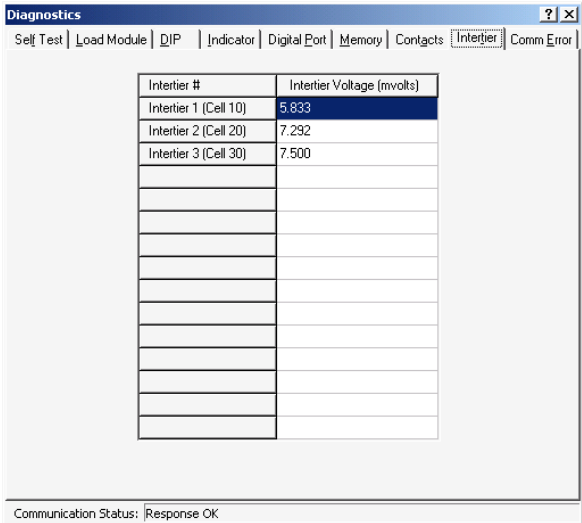 Diagnostics
Self Test Load Module DIP Indicator Digital Port Memory Contacts Intertier Comm Error
Intertier # Intertier Voltage (mvolts)
Intertier 1 (Cell 10) 5.833
Intertier 2 (Cell 20) 7.292
Intertier 3 (Cell 30) 7.500
Communication Status: Response OK